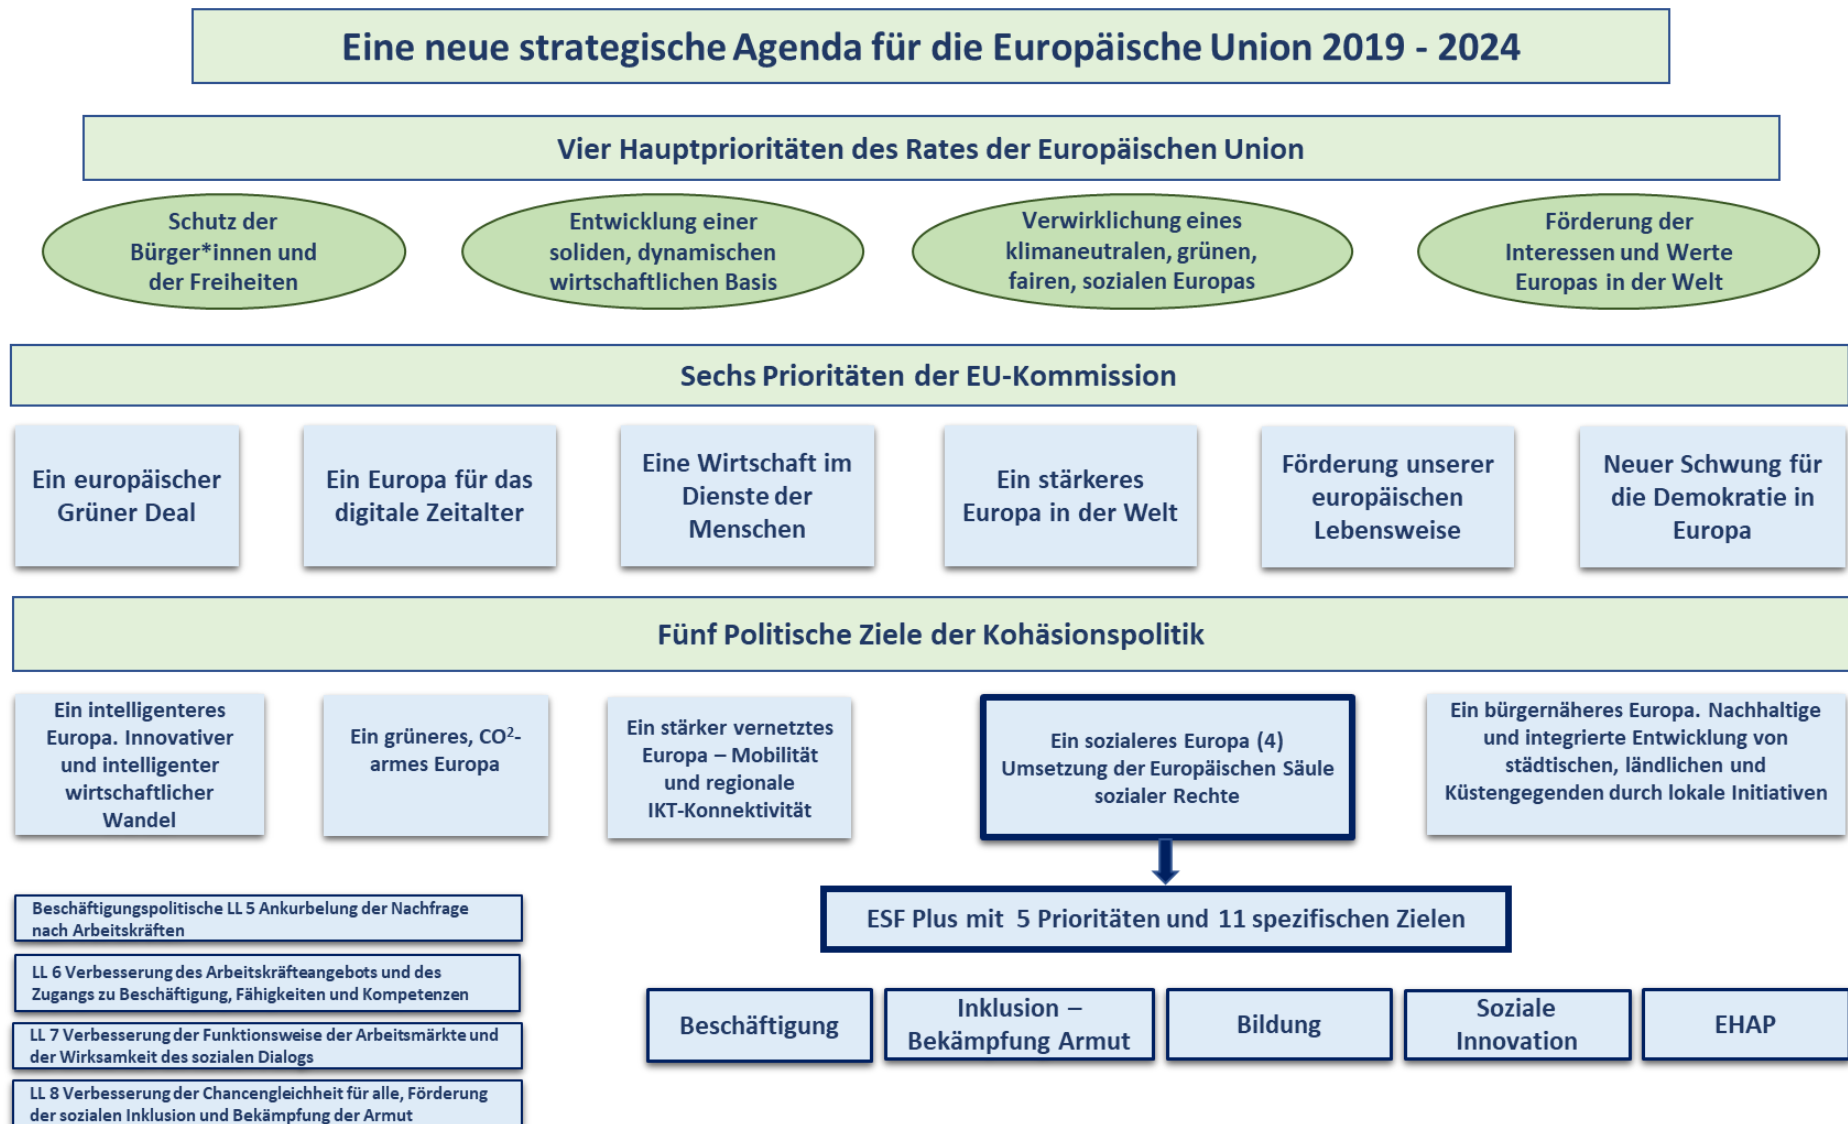 Eine neue strategische Agenda für die Europäische Union 2019 - 2024
Vier Hauptprioritäten des Rates der Europäischen Union
Schutz der
Bürger*innen und
der Freiheiten
Entwicklung einer
soliden, dynamischen
wirtschaftlichen Basis
Verwirklichung eines
klimaneutralen, grünen,
fairen, sozialen Europas
Förderung der
Interessen und Werte
Europas in der Welt
Sechs Prioritäten der EU-Kommission
Ein europäischer
Grüner Deal
Ein Europa für das
digitale Zeitalter
Eine Wirtschaft im
Dienste der
Menschen
Ein stärkeres
Europa in der Welt
Förderung unserer
europäischen
Lebensweise
Neuer Schwung für
die Demokratie in
Europa
Fünf Politische Ziele der Kohäsionspolitik
Ein intelligenteres
Europa. Innovativer
und intelligenter
wirtschaftlicher
Wandel
Ein grüneres, CO²-
armes Europa
Ein stärker vernetztes
Europa – Mobilität
und regionale
IKT-Konnektivität
Ein sozialeres Europa (4)
Umsetzung der Europäischen Säule
sozialer Rechte
Ein bürgernäheres Europa. Nachhaltige
und integrierte Entwicklung von
städtischen, ländlichen und
Küstengegenden durch lokale Initiativen
Beschäftigungspolitische LL 5 Ankurbelung der Nachfrage
nach Arbeitskräften
LL 6 Verbesserung des Arbeitskräfteangebots und des
Zugangs zu Beschäftigung, Fähigkeiten und Kompetenzen
LL 7 Verbesserung der Funktionsweise der Arbeitsmärkte und
der Wirksamkeit des sozialen Dialogs
LL 8 Verbesserung der Chancengleichheit für alle, Förderung
der sozialen Inklusion und Bekämpfung der Armut
ESF Plus mit 5 Prioritäten und 11 spezifischen Zielen
Beschäftigung
Inklusion –
Bekämpfung Armut
Bildung
Soziale
Innovation
EHAP